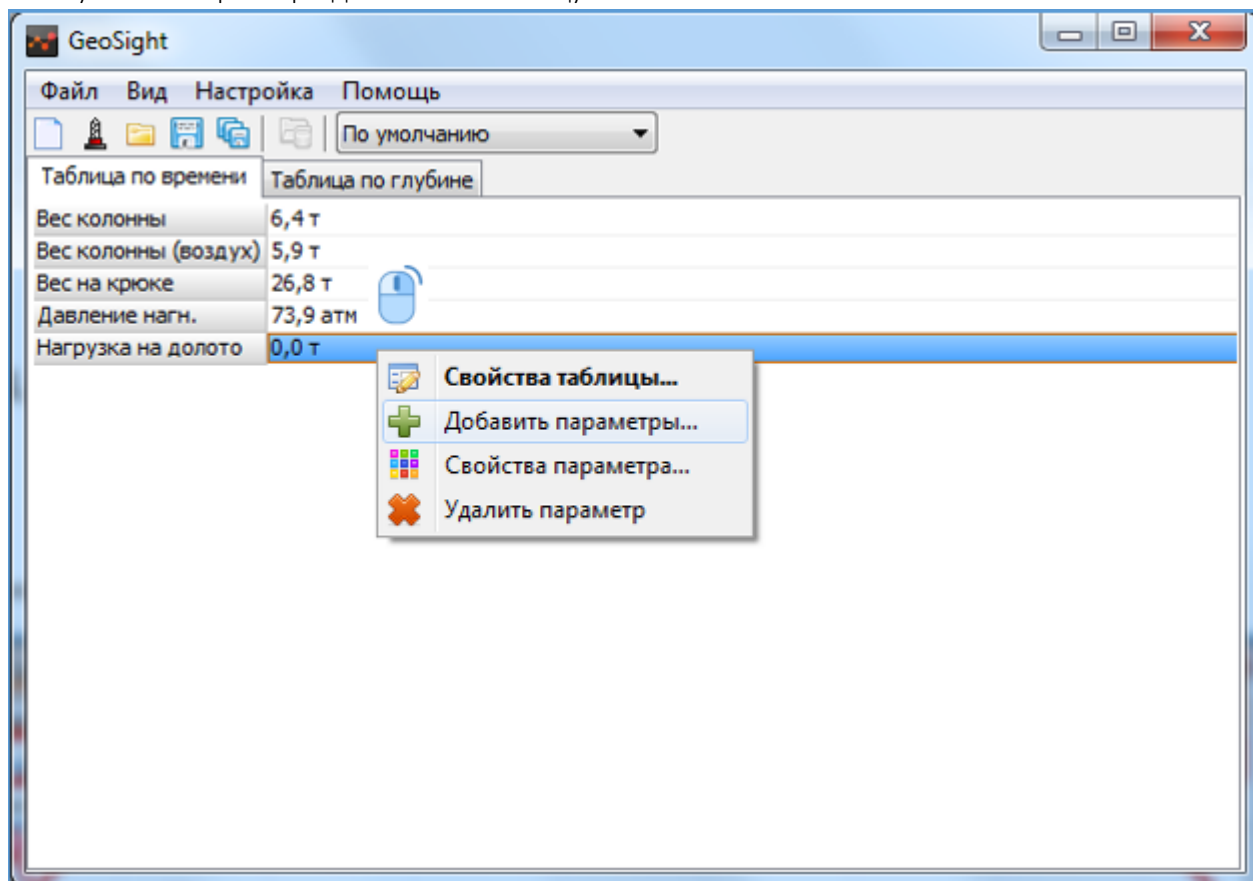 GeoSight
Файл Вид Настройка Помощь
По умолчанию
Таблица по времени Таблица по глубине
Вес колонны 6,4 т
Вес колонны (воздух) 5,9 т
Вес на крюке 26,8 т
Давление нагн. 73,9 атм
Нагрузка на долото 0,0 т
Свойства таблицы...
Добавить параметры...
Свойства параметра...
Удалить параметр